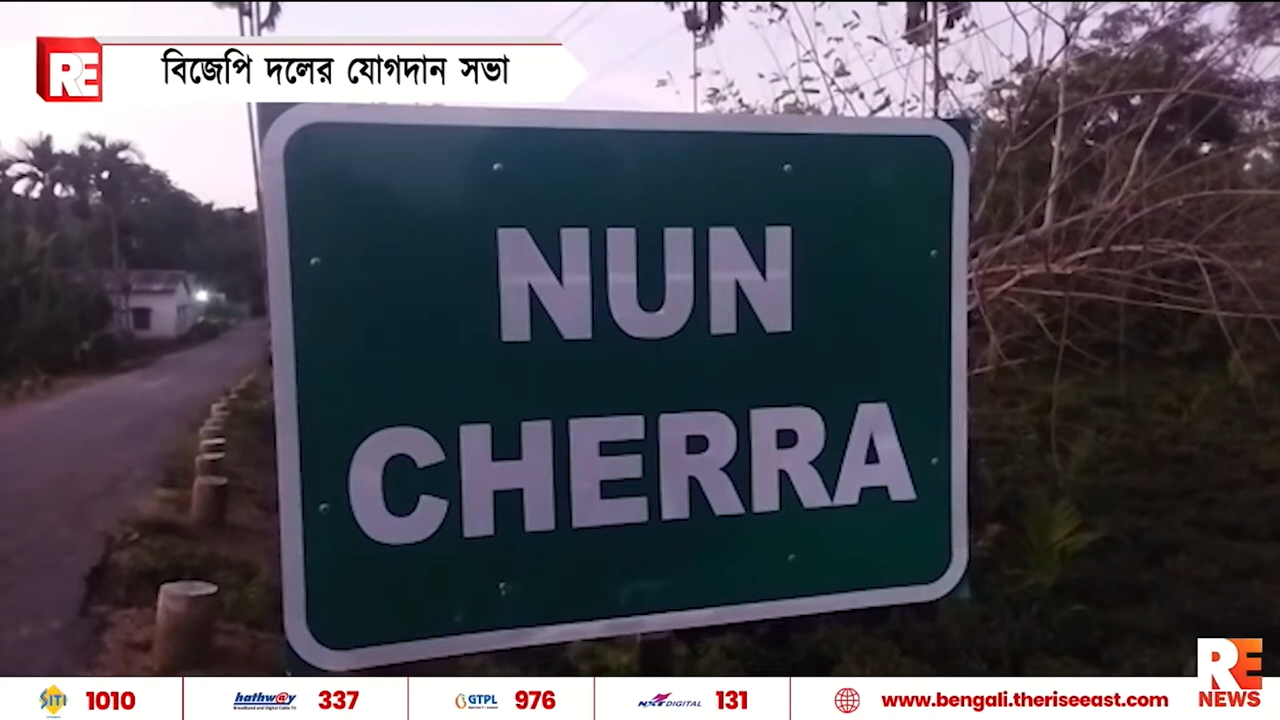 RE
বিজেপি দলের যোগদান সভা
NUN
CHERRA
RE
NEWS
SITI 1010
hathw@y 337
GTPL 976
NXT DIGITAL 131
www.bengali.theriseeast.com